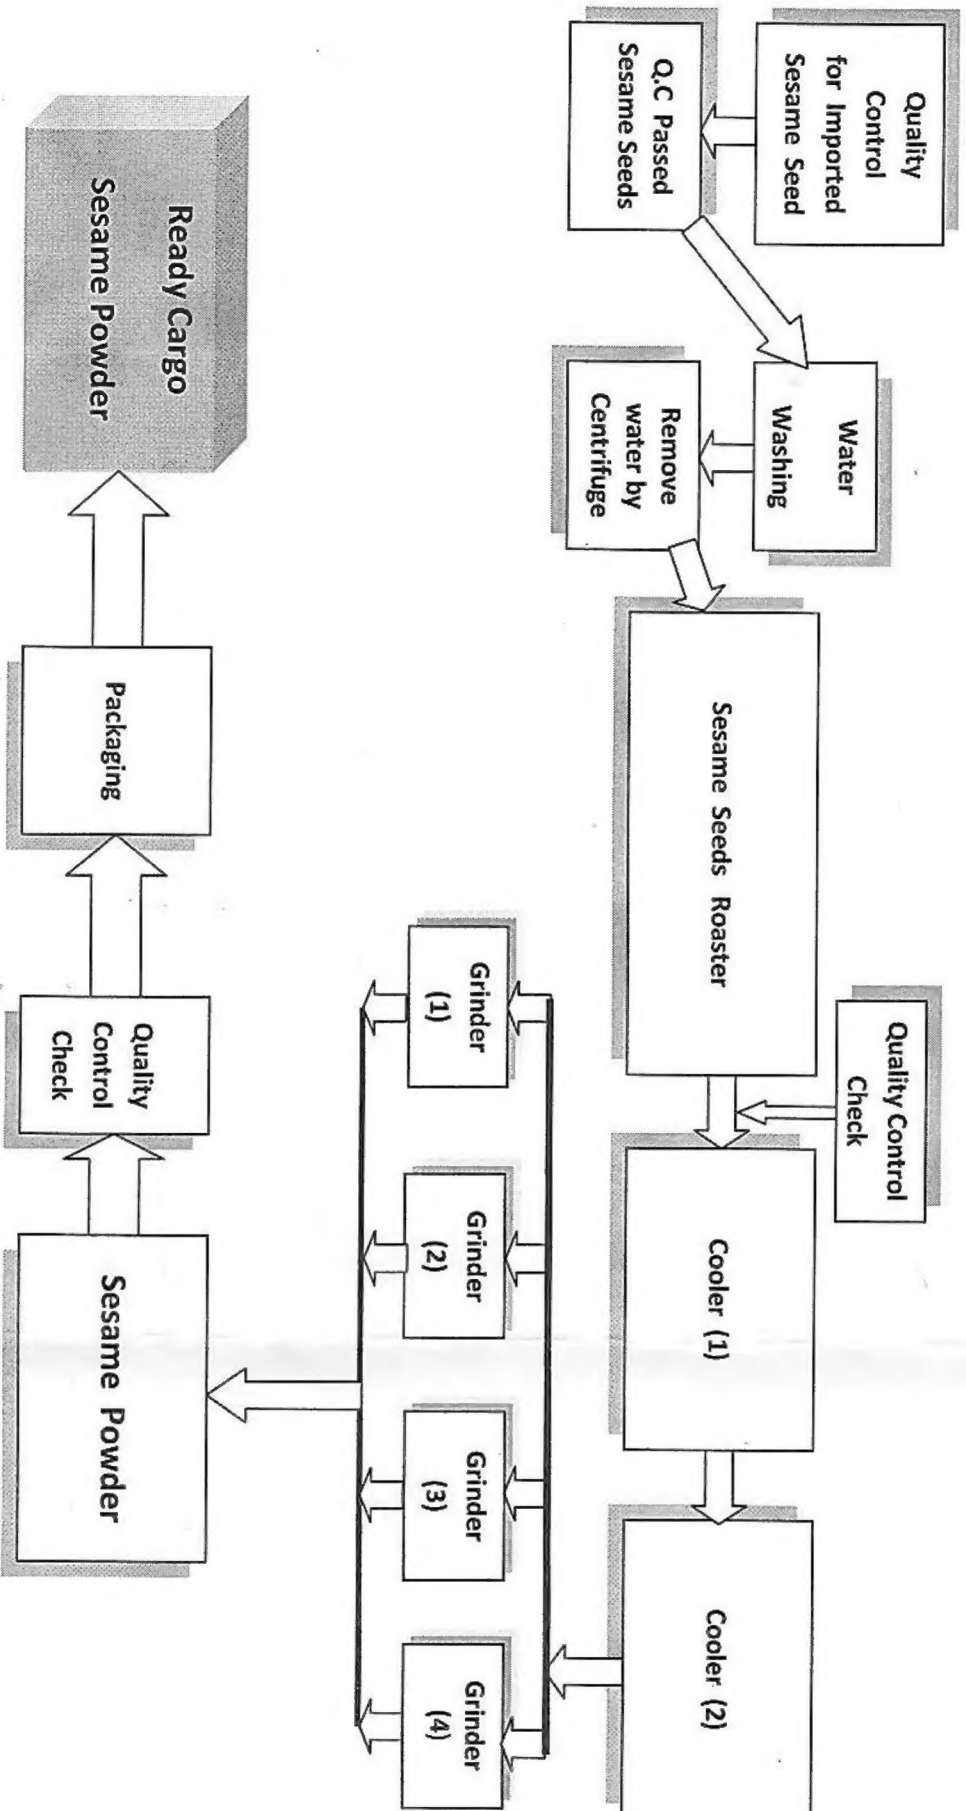 Quality
Control
for Imported
Sesame Seed
Q.C Passed
Sesame Seeds
Water
Washing
Remove
water by
Centrifuge
Sesame Seeds Roaster
Quality Control
Check
Cooler (1)
Cooler (2)
Grinder
(1)
Grinder
(2)
Grinder
(3)
Grinder
(4)
Sesame Powder
Quality
Control
Check
Packaging
Ready Cargo
Sesame Powder